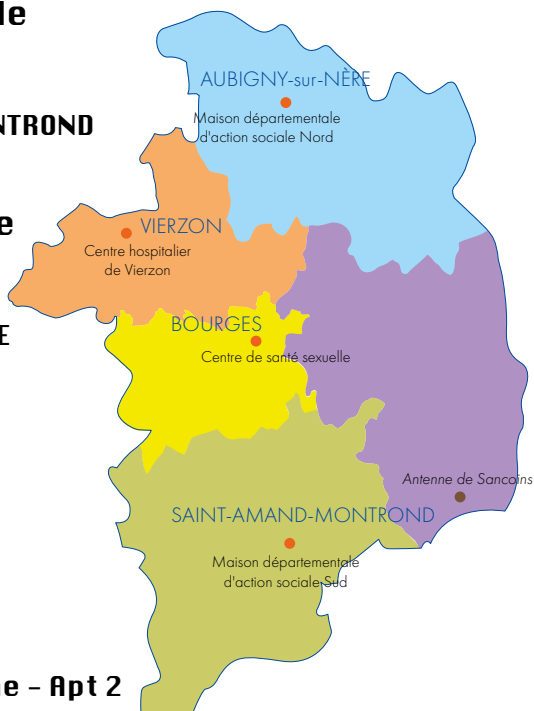 le
AUBIGNY-sur-NÈRE
Maison départementale
d'action sociale Nord
NTROND
e
VIERZON
Centre hospitalier
de Vierzon
E
BOURGES
Centre de santé sexuelle
Antenne de Sancoins
SAINT-AMAND-MONTROND
Maison départementale
d'action sociale Sud
e - Apt 2